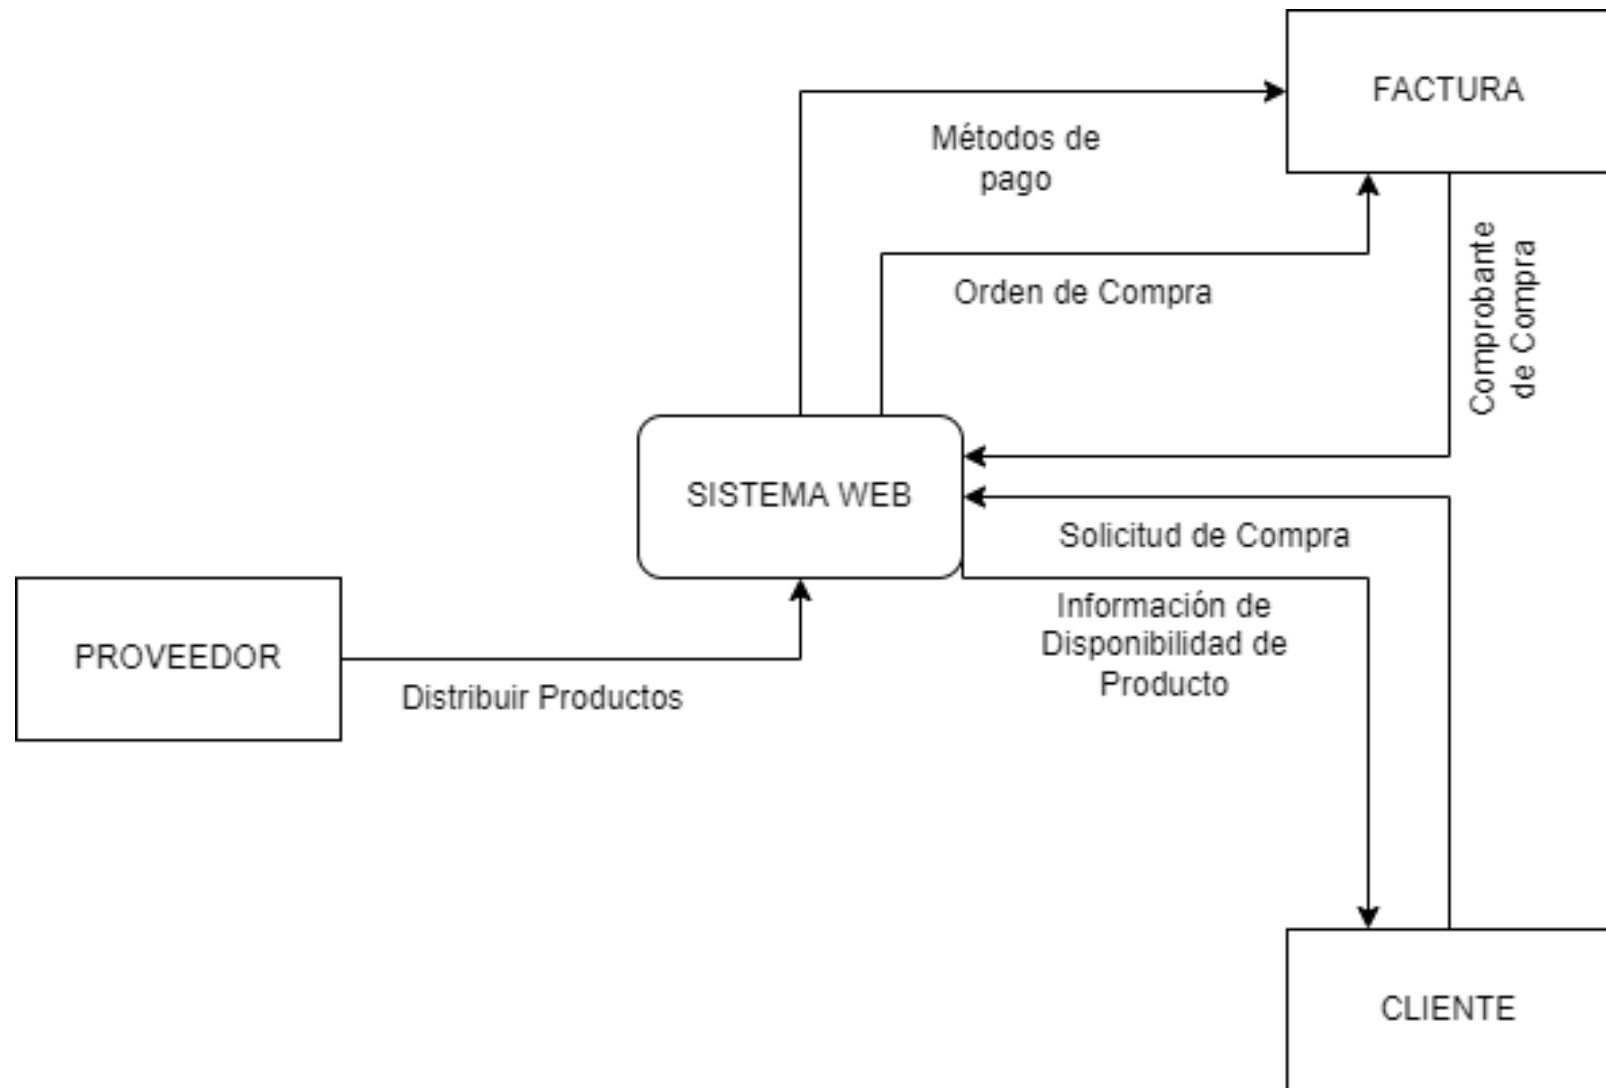 FACTURA
Métodos de
pago
Comprobante
de Compra
Orden de Compra
SISTEMA WEB
Solicitud de Compra
Información de
Disponibilidad de
Producto
PROVEEDOR
Distribuir Productos
CLIENTE